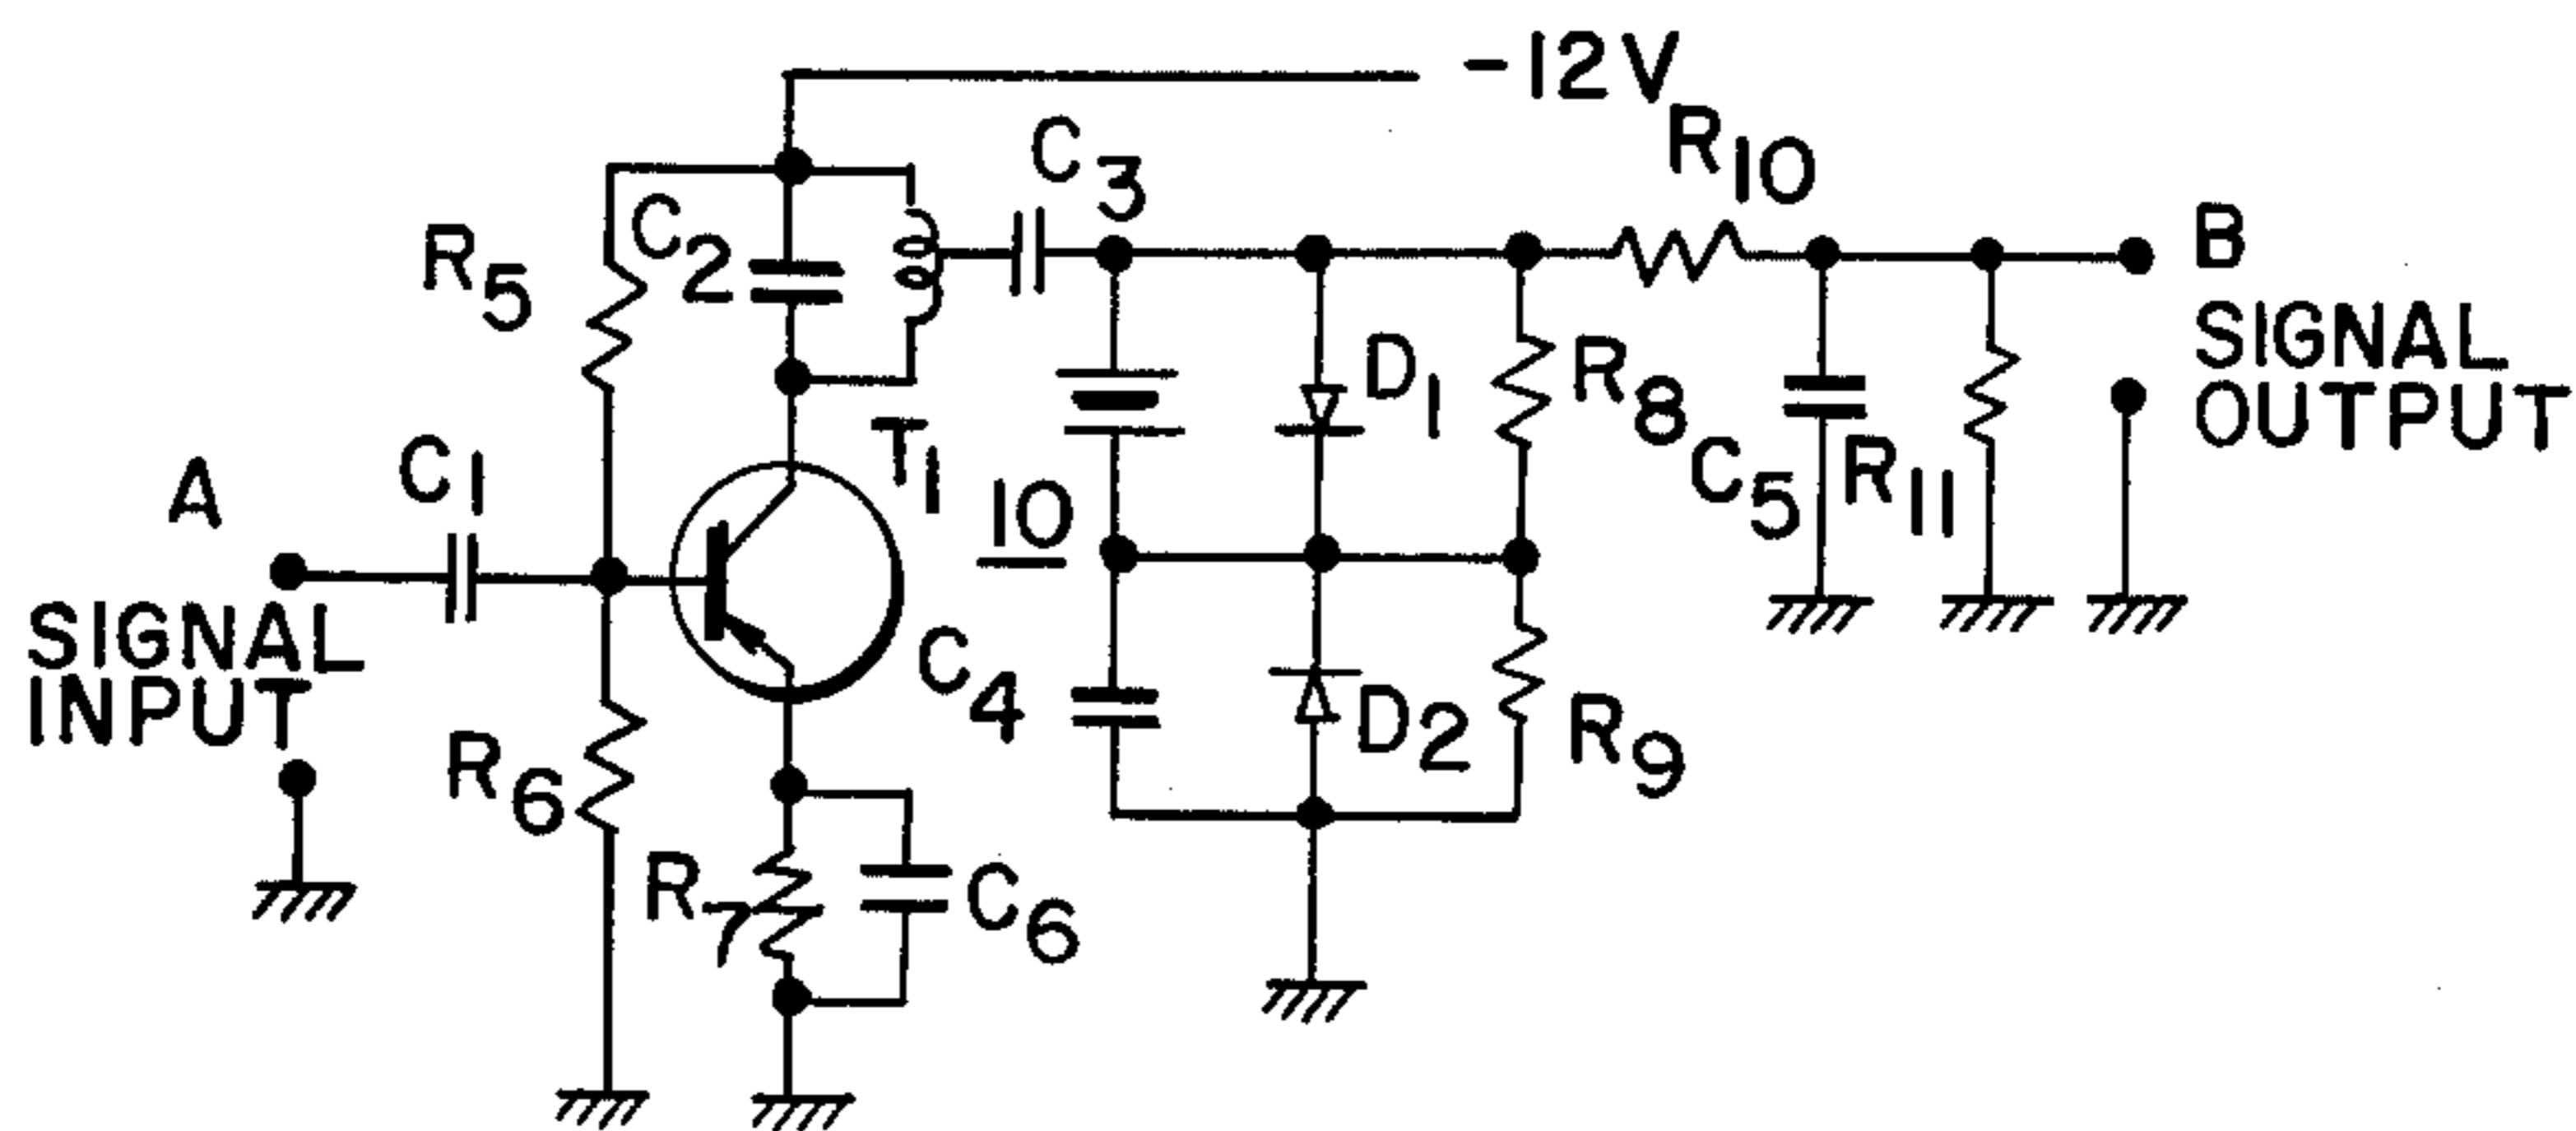 -12V
R10
C3
C2
R5
B
SIGNAL
OUTPUT
D1
R8
C5
R11
T1
C1
A
10
SIGNAL
INPUT
C4
D2
R9
R6
R7
C6